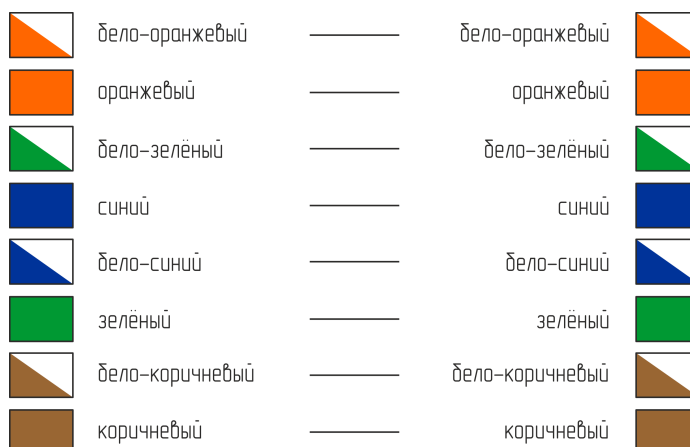 бело-оранжевый бело-оранжевый
оранжевый оранжевый
бело-зелёный бело-зелёный
синий синий
бело-синий бело-синий
зелёный зелёный
бело-коричневый бело-коричневый
коричневый коричневый